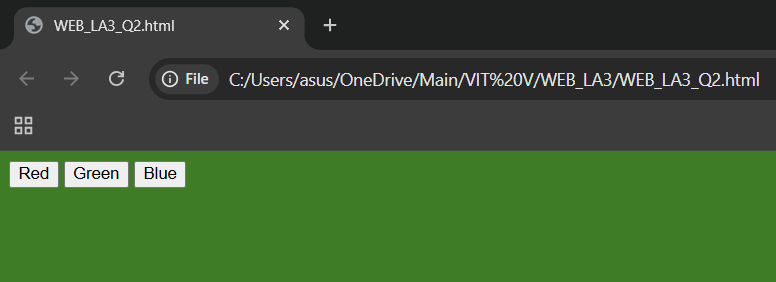 WEB_LA3_Q2.html
File C:/Users/asus/OneDrive/Main/VIT%20V/WEB_LA3/WEB_LA3_Q2.html
Red Green Blue